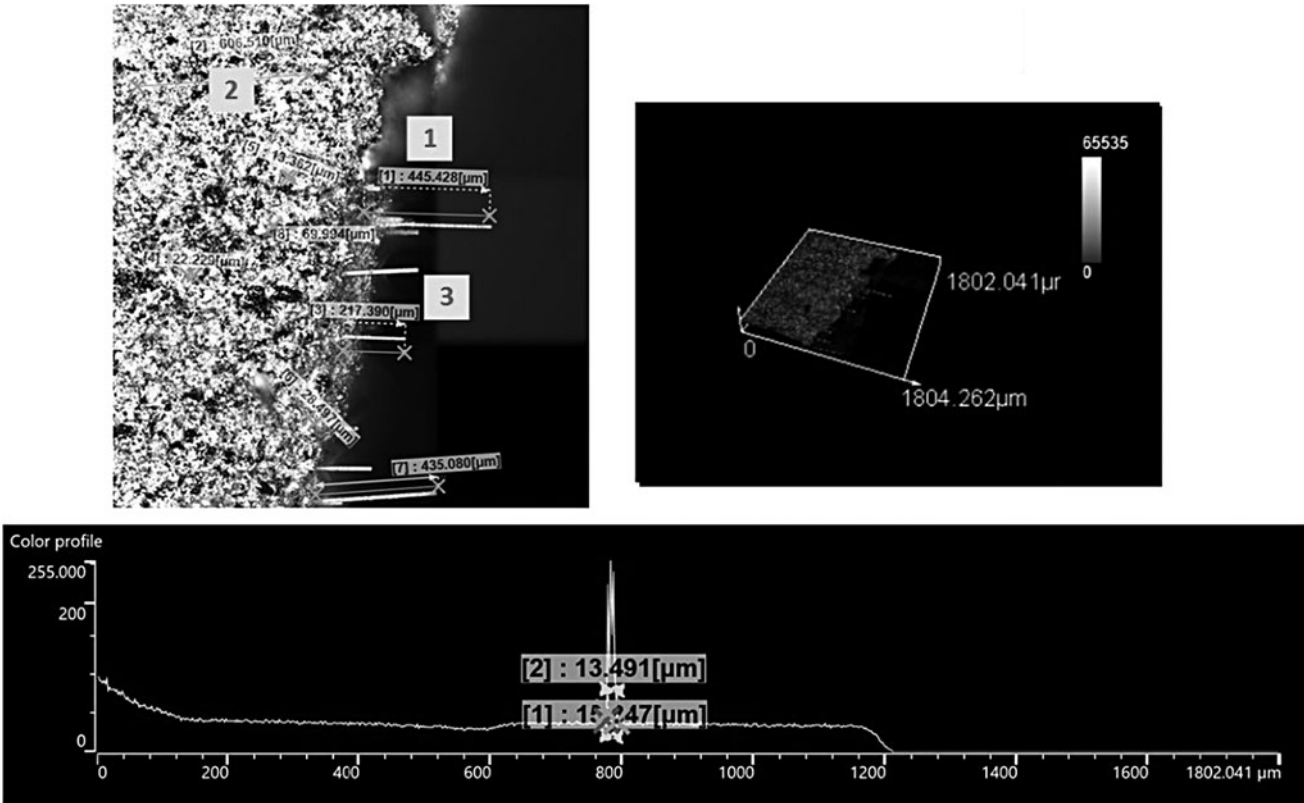 [2] : 606.510[µm]
2
1
[1] : 445.428[µm]
[8] : 69.994[µm]
[4] : 22.229[µm]
3
[3] : 217.390[µm]
[7] : 435.080[µm]
65535
0
1802.041µr
0
1804.262µm
Color profile
255.000
200
0
[2] : 13.491[µm]
0 200 400 600 800 1000 1200 1400 1600 1802.041 µm